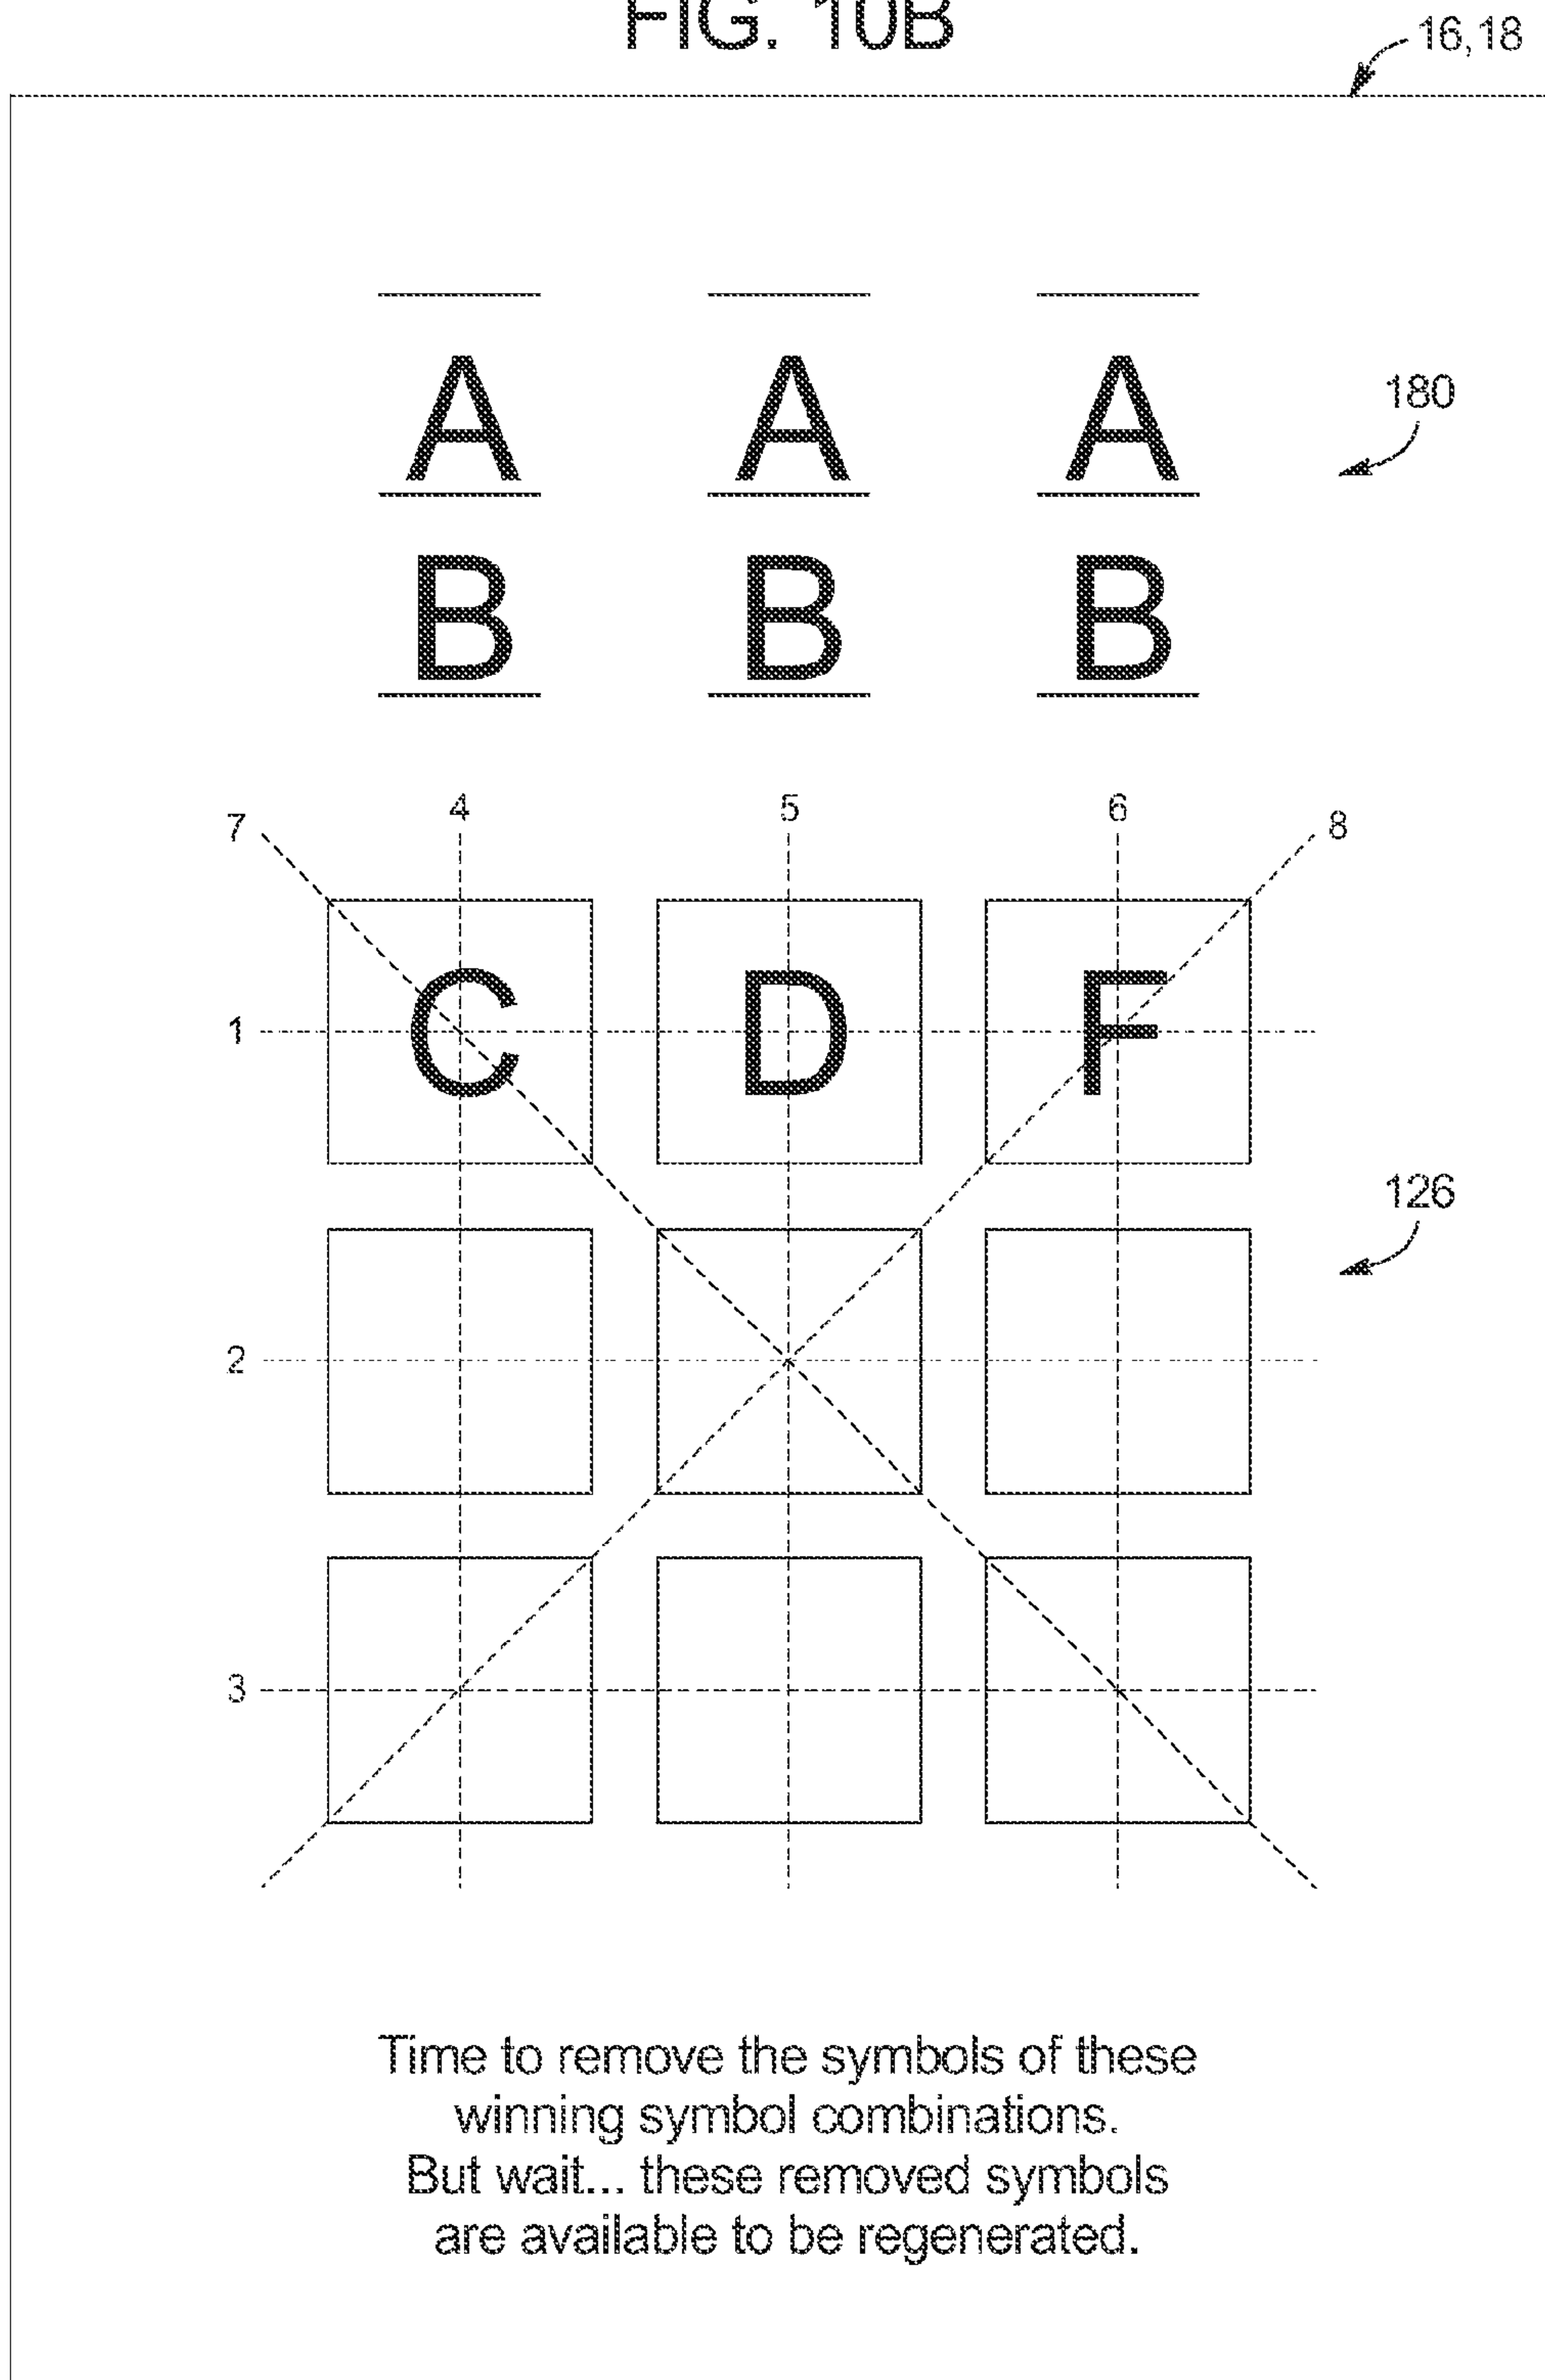 FIG. 10B
16,18
A A A
180
B B B
4 5 6
7 8
C D F
1
126
2
3
Time to remove the symbols of these
winning symbol combinations.
But wait... these removed symbols
are available to be regenerated.